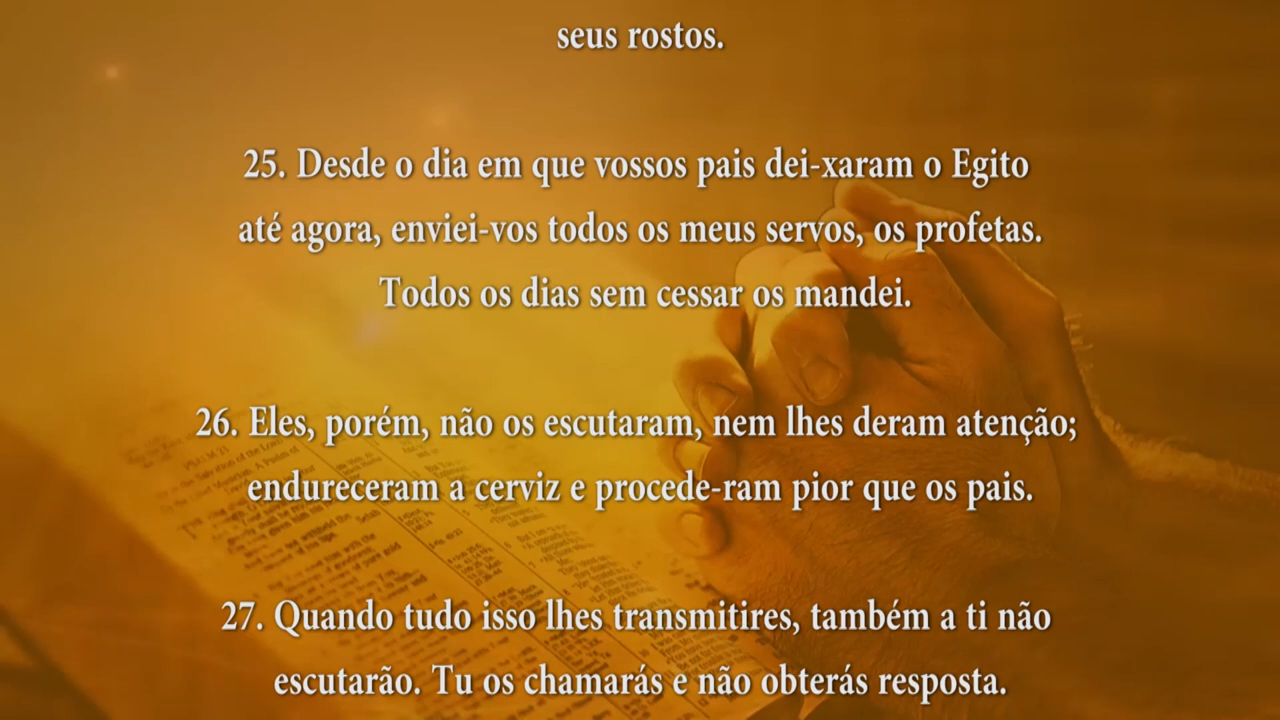 seus rostos.
25. Desde o dia em que vossos pais dei-xaram o Egito
até agora, enviei-vos todos os meus servos, os profetas.
Todos os dias sem cessar os mandei.
26. Eles, porém, não os escutaram, nem lhes deram atenção;
endureceram a cerviz e procede-ram pior que os pais.
27. Quando tudo isso lhes transmitires, também a ti não
escutarão. Tu os chamarás e não obterás resposta.